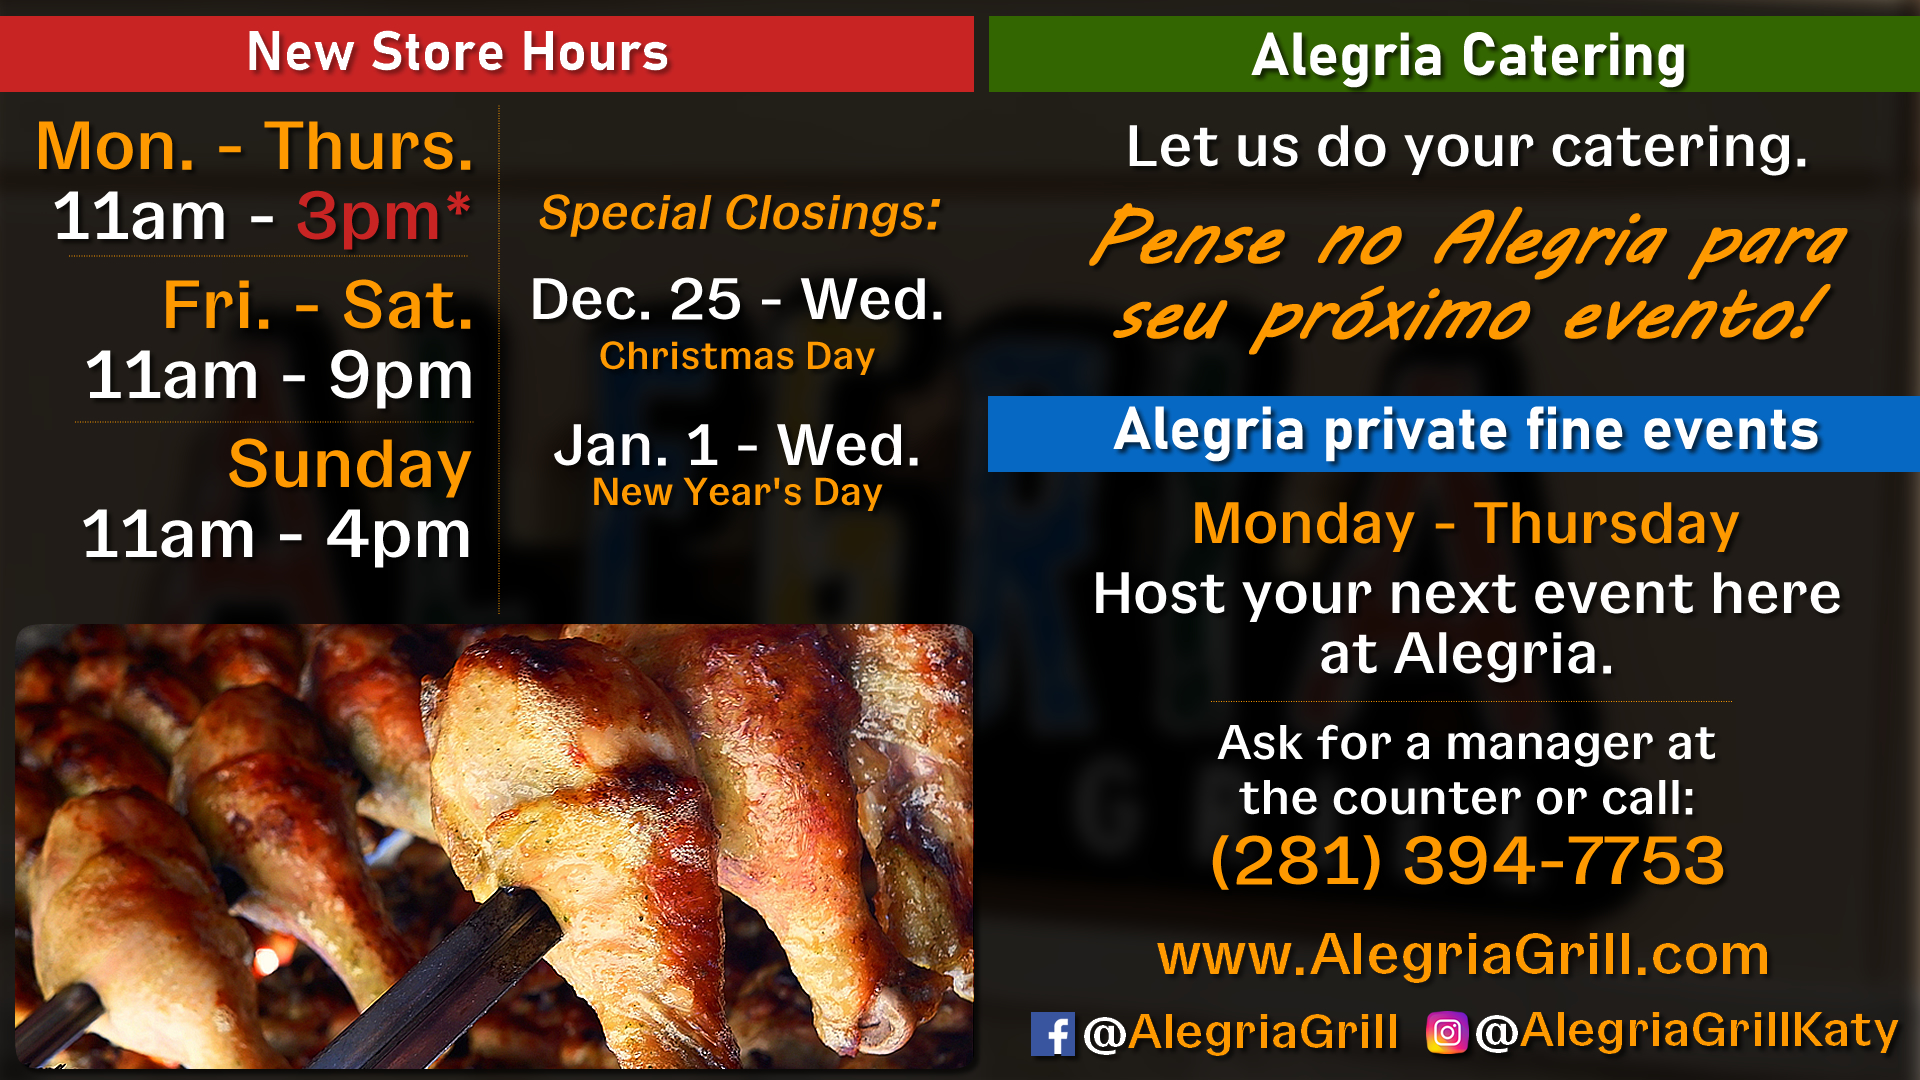 New Store Hours
Mon. - Thurs.
11am - 3pm*
Fri. - Sat.
11am - 9pm
Sunday
11am - 4pm
Special Closings:
Dec. 25 - Wed.
Christmas Day
Jan. 1 - Wed.
New Year's Day
Alegria Catering
Let us do your catering.
Pense no Alegria para
seu próximo evento!
Alegria private fine events
Monday - Thursday
Host your next event here
at Alegria.
Ask for a manager at
the counter or call:
(281) 394-7753
www.AlegriaGrill.com
@AlegriaGrill
@AlegriaGrillKaty